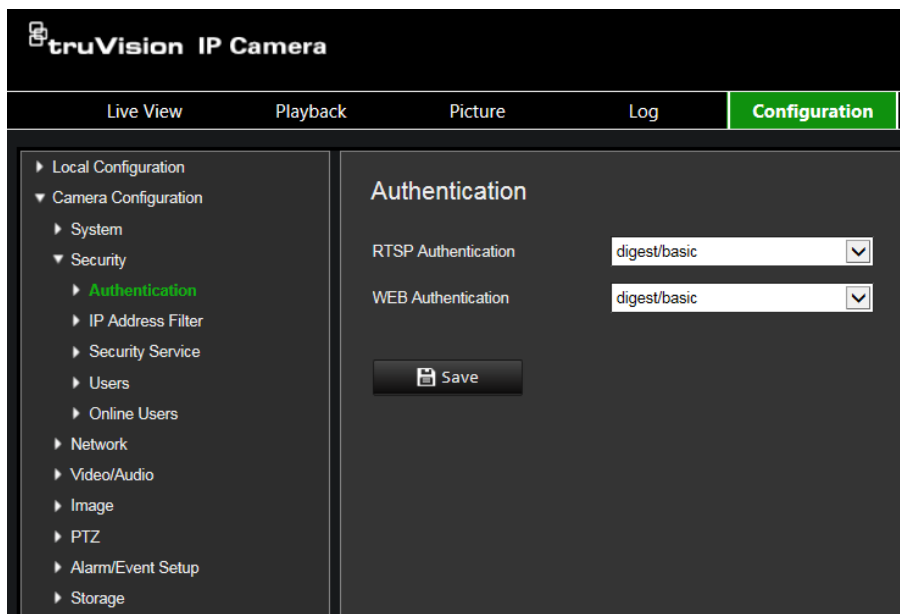 truVision IP Camera
Live View Playback Picture Log Configuration
Local Configuration
Camera Configuration
System
Security
Authentication
IP Address Filter
Security Service
Users
Online Users
Network
Video/Audio
Image
PTZ
Alarm/Event Setup
Storage
Authentication
RTSP Authentication digest/basic
WEB Authentication digest/basic
Save